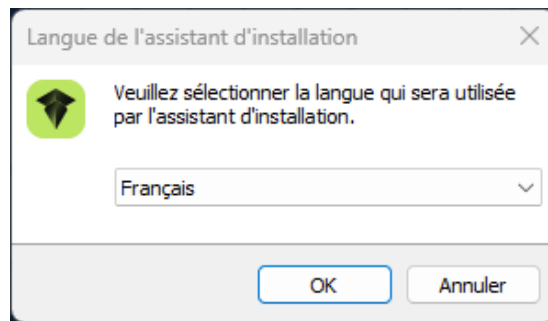 Langue de l'assistant d'installation
Veuillez sélectionner la langue qui sera utilisée
par l'assistant d'installation.
Français
OK
Annuler